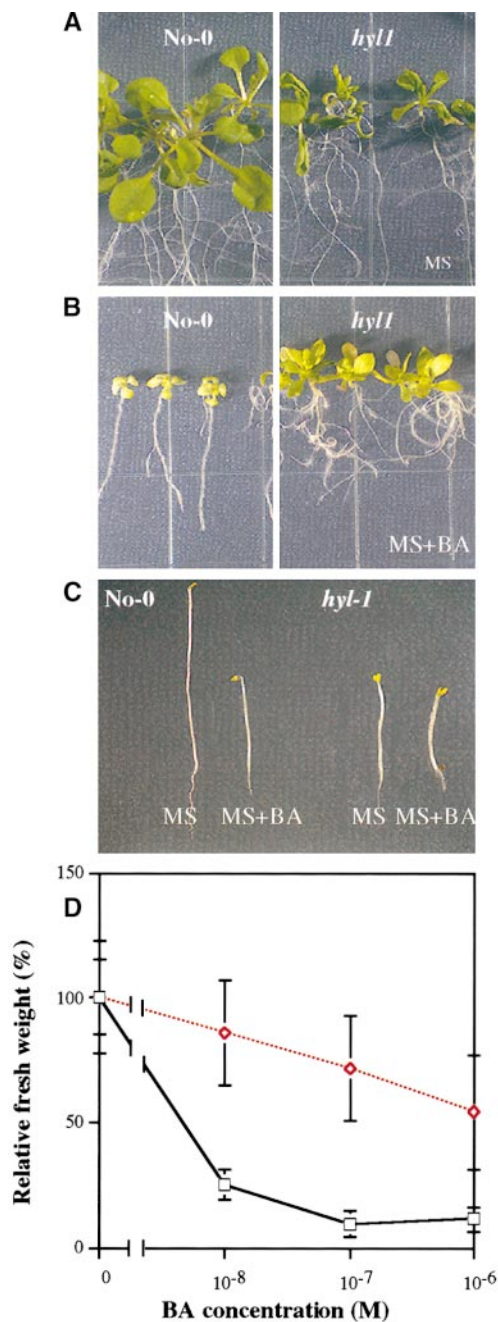 A
No-0
hyl1
MS
B
No-0
hyl1
MS+BA
C
No-0
hyl-1
MS
MS+BA
MS
MS+BA
D
150
100
50
0
Relative fresh weight (%)
0
10-8
10-7
10-6
BA concentration (M)